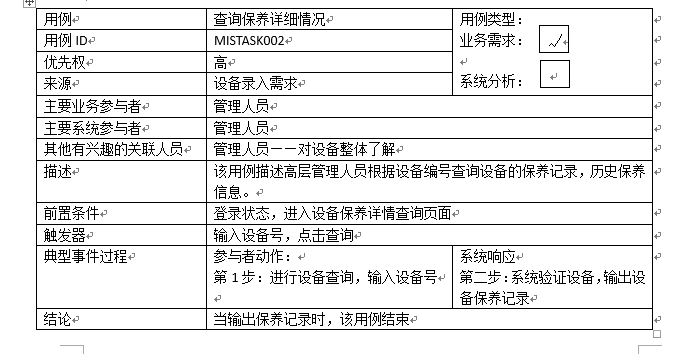 用例 查询保养详细情况 用例类型：
用例 ID MISTASK002 业务需求： ✓
优先权 高
来源 设备录入需求 系统分析：
主要业务参与者 管理人员
主要系统参与者 管理人员
其他有兴趣的关联人员 管理人员——对设备整体了解
描述 该用例描述高层管理人员根据设备编号查询设备的保养记录，历史保养
信息。
前置条件 登录状态，进入设备保养详情查询页面
触发器 输入设备号，点击查询
典型事件过程 参与者动作： 系统响应
第 1 步：进行设备查询，输入设备号 第二步：系统验证设备，输出设
备保养记录
结论 当输出保养记录时，该用例结束